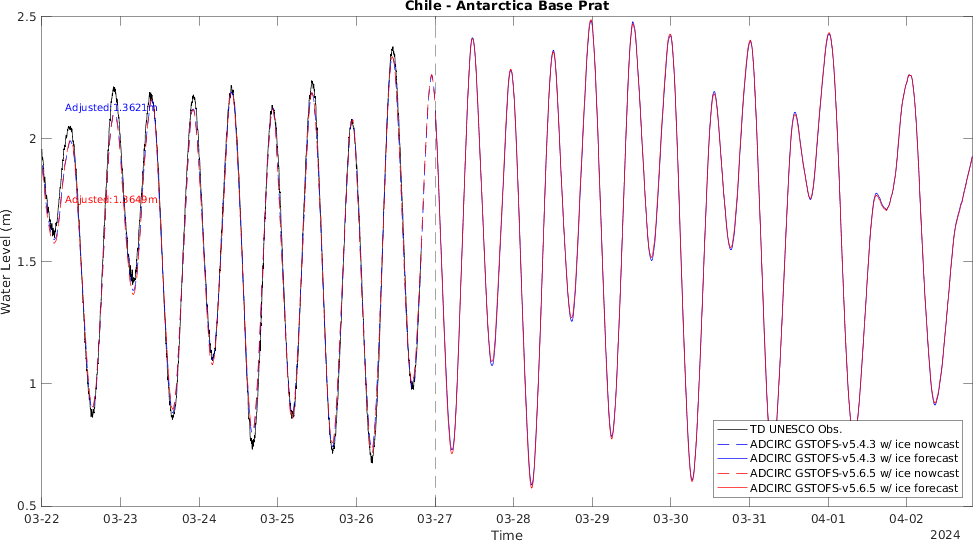 Chile - Antarctica Base Prat
2.5
2
1.5
1
0.5
Water Level (m)
Adjusted:1.3621m
Adjusted:1.3649m
TD UNESCO Obs.
ADCIRC GSTOFS-v5.4.3 w/ ice nowcast
ADCIRC GSTOFS-v5.4.3 w/ ice forecast
ADCIRC GSTOFS-v5.6.5 w/ ice nowcast
ADCIRC GSTOFS-v5.6.5 w/ ice forecast
03-22 03-23 03-24 03-25 03-26 03-27 03-28 03-29 03-30 03-31 04-01 04-02
Time
2024